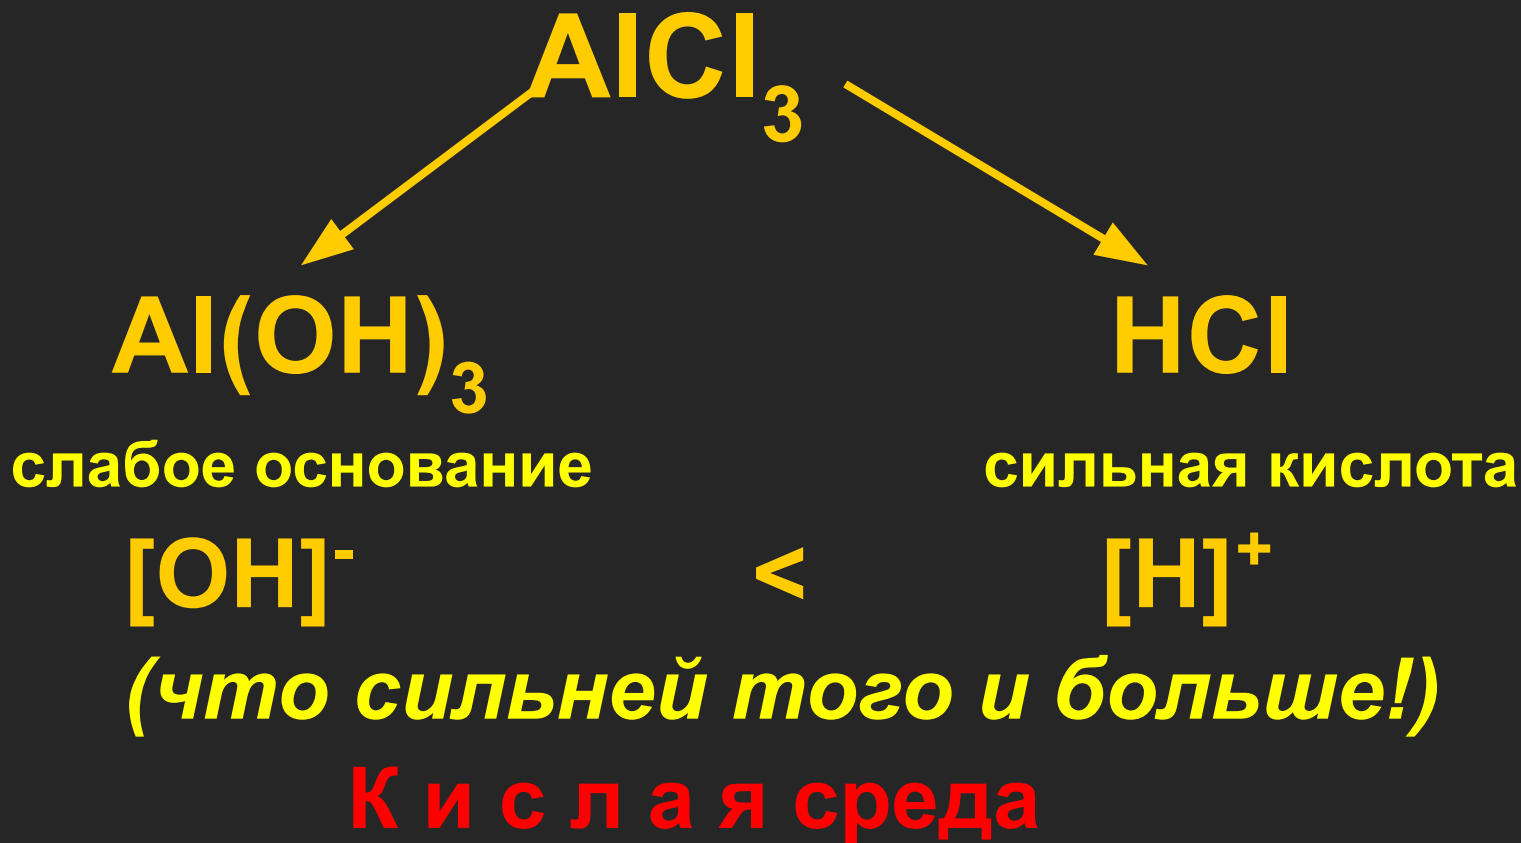 AlCl₃
Al(OH)₃ HCl
слабое основание сильная кислота
[OH]⁻ < [H]⁺
(что сильней того и больше!)
К и с л а я среда